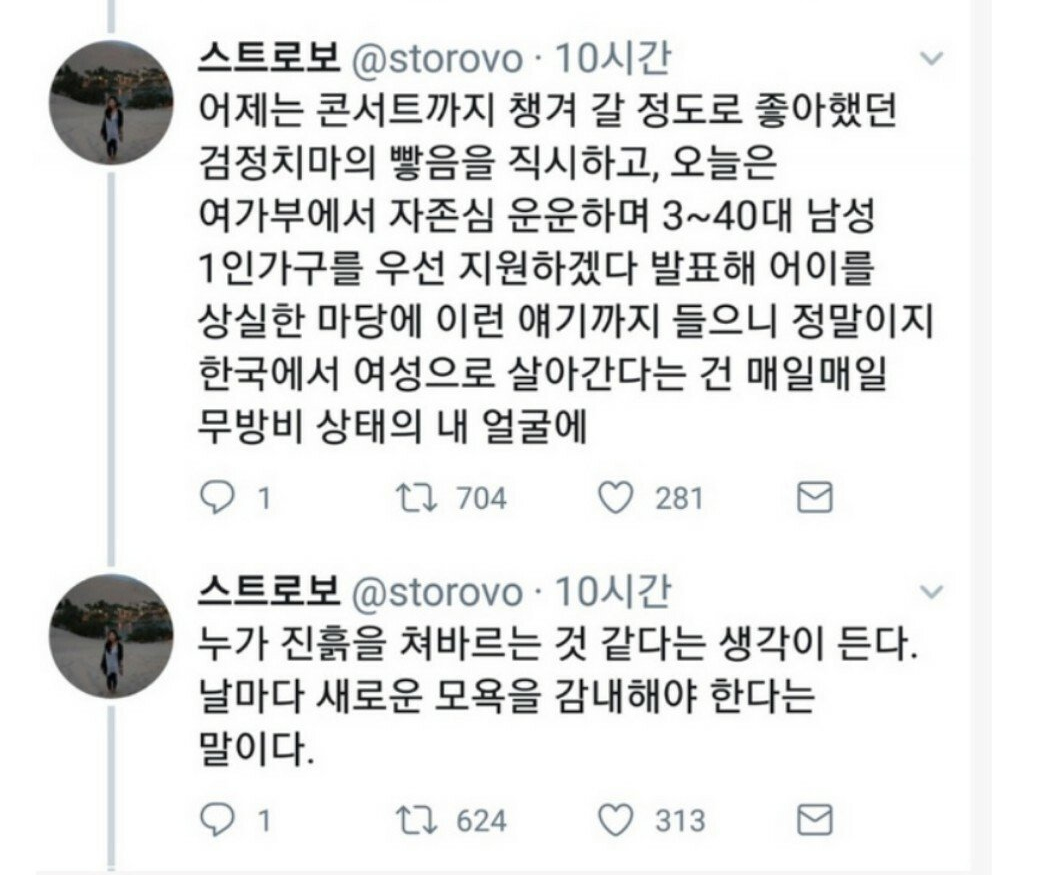 스트로보 @storovo · 10시간
어제는 콘서트까지 챙겨 갈 정도로 좋아했던
검정치마의 빻음을 직시하고, 오늘은
여가부에서 자존심 운운하며 3~40대 남성
1인가구를 우선 지원하겠다 발표해 어이를
상실한 마당에 이런 얘기까지 들으니 정말이지
한국에서 여성으로 살아간다는 건 매일매일
무방비 상태의 내 얼굴에
1 704 281
스트로보 @storovo · 10시간
누가 진흙을 쳐바르는 것 같다는 생각이 든다.
날마다 새로운 모욕을 감내해야 한다는
말이다.
1 624 313